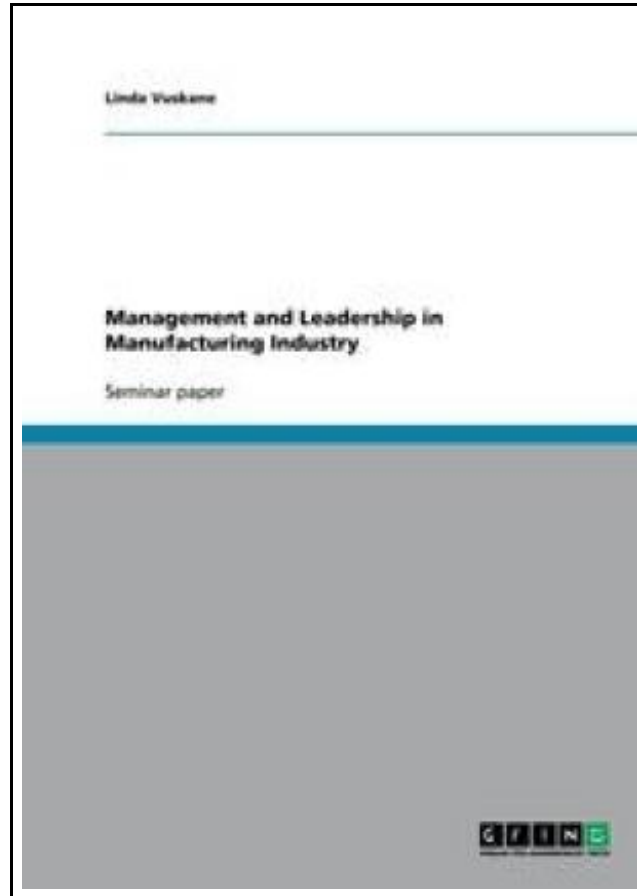 Linda Vuskane
Management and Leadership in
Manufacturing Industry
Seminar paper
GRIN